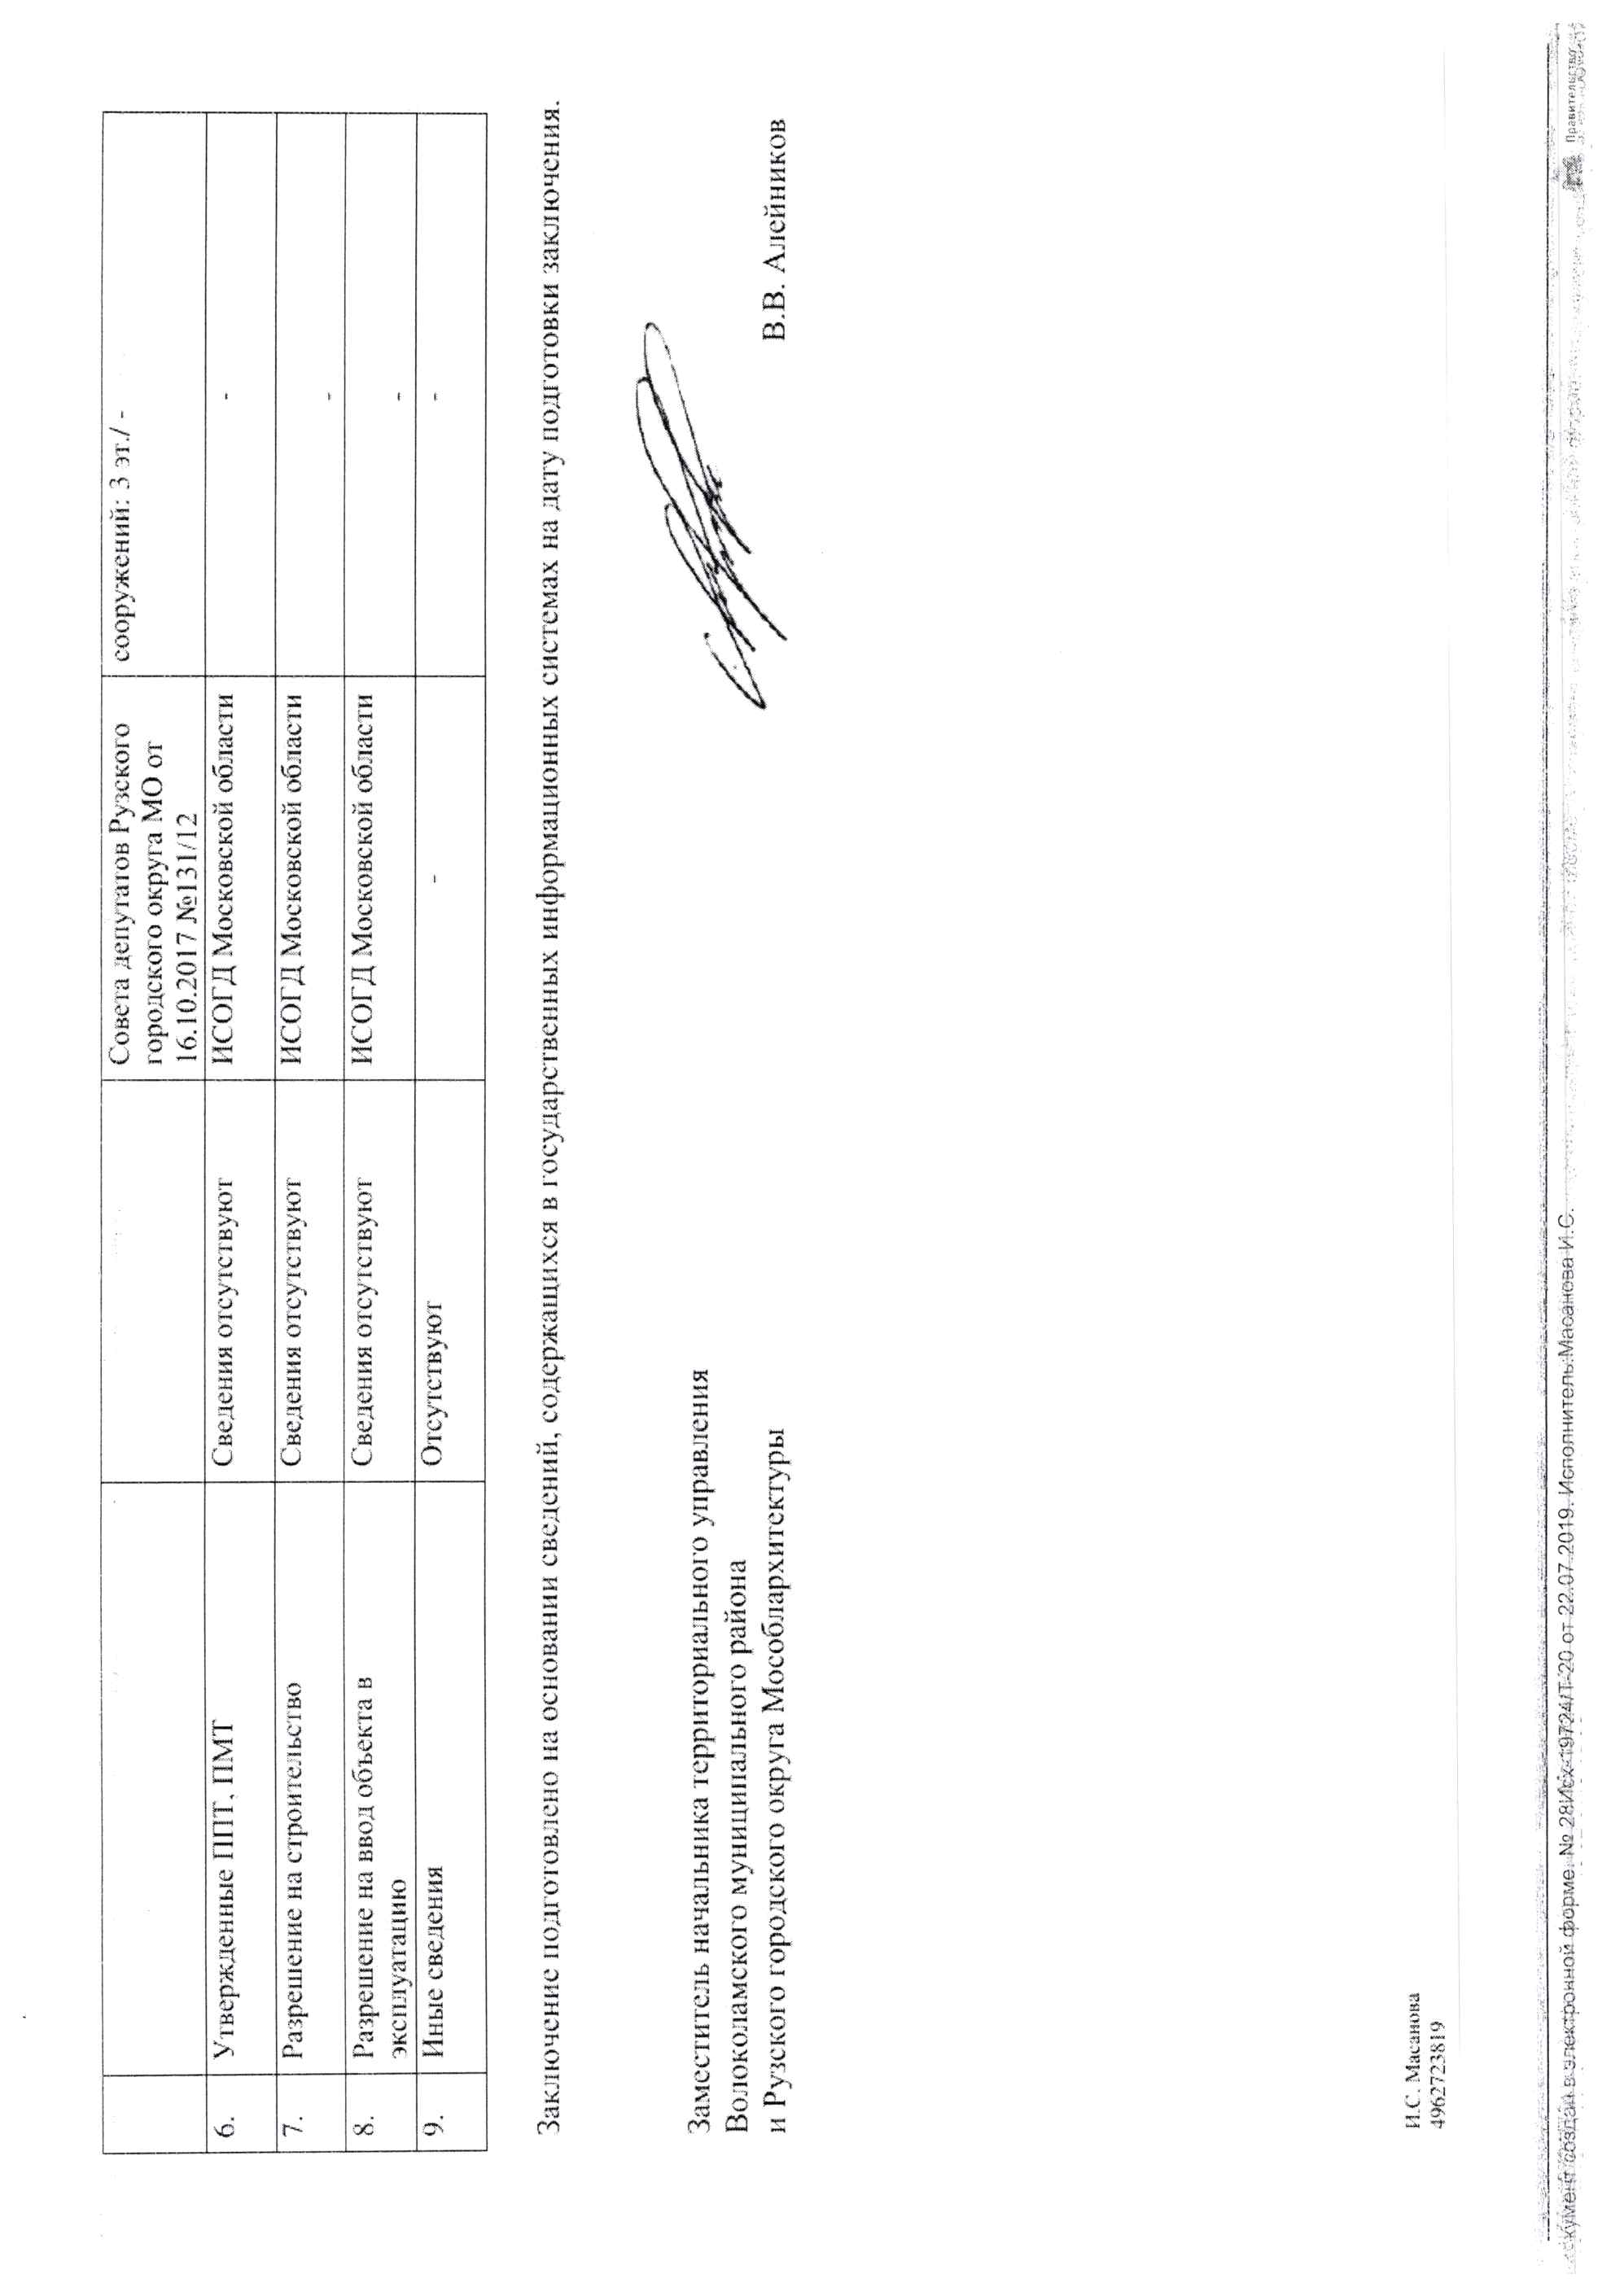 Совета депутатов Рузского
городского округа МО от
16.10.2017 №131/12
сооружений: 3 эт./ -
6. Утвержденные ППТ, ПМТ Сведения отсутствуют ИСОГД Московской области -
7. Разрешение на строительство Сведения отсутствуют ИСОГД Московской области -
8. Разрешение на ввод объекта в
эксплуатацию
Сведения отсутствуют ИСОГД Московской области -
9. Иные сведения Отсутствуют - -
Заключение подготовлено на основании сведений, содержащихся в государственных информационных системах на дату подготовки заключения.
Заместитель начальника территориального управления
Волоколамского муниципального района
и Рузского городского округа Мособлархитектуры
В.В. Алейников
И.С. Масанова
4962723819
создан в электронной форме. № 28Исх-19724/Т-20 от 22.07.2019. Исполнитель:Масанова И.С.
Правительство